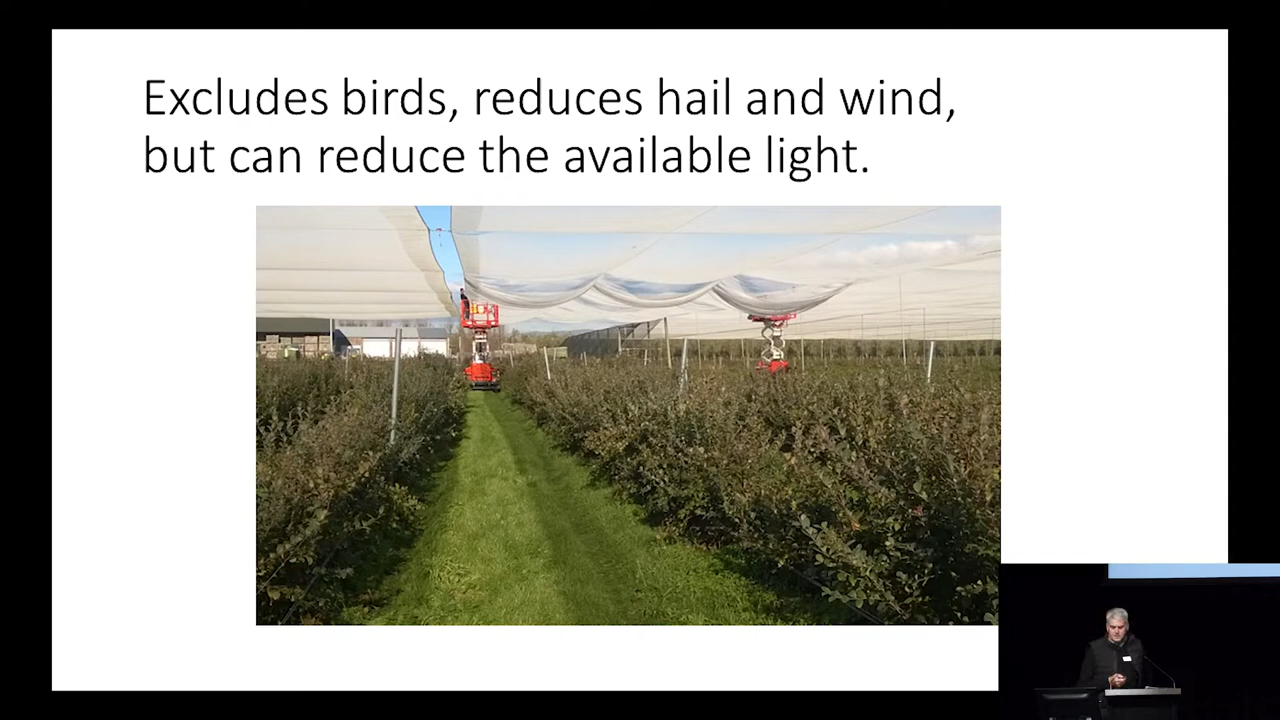 Excludes birds, reduces hail and wind,
but can reduce the available light.